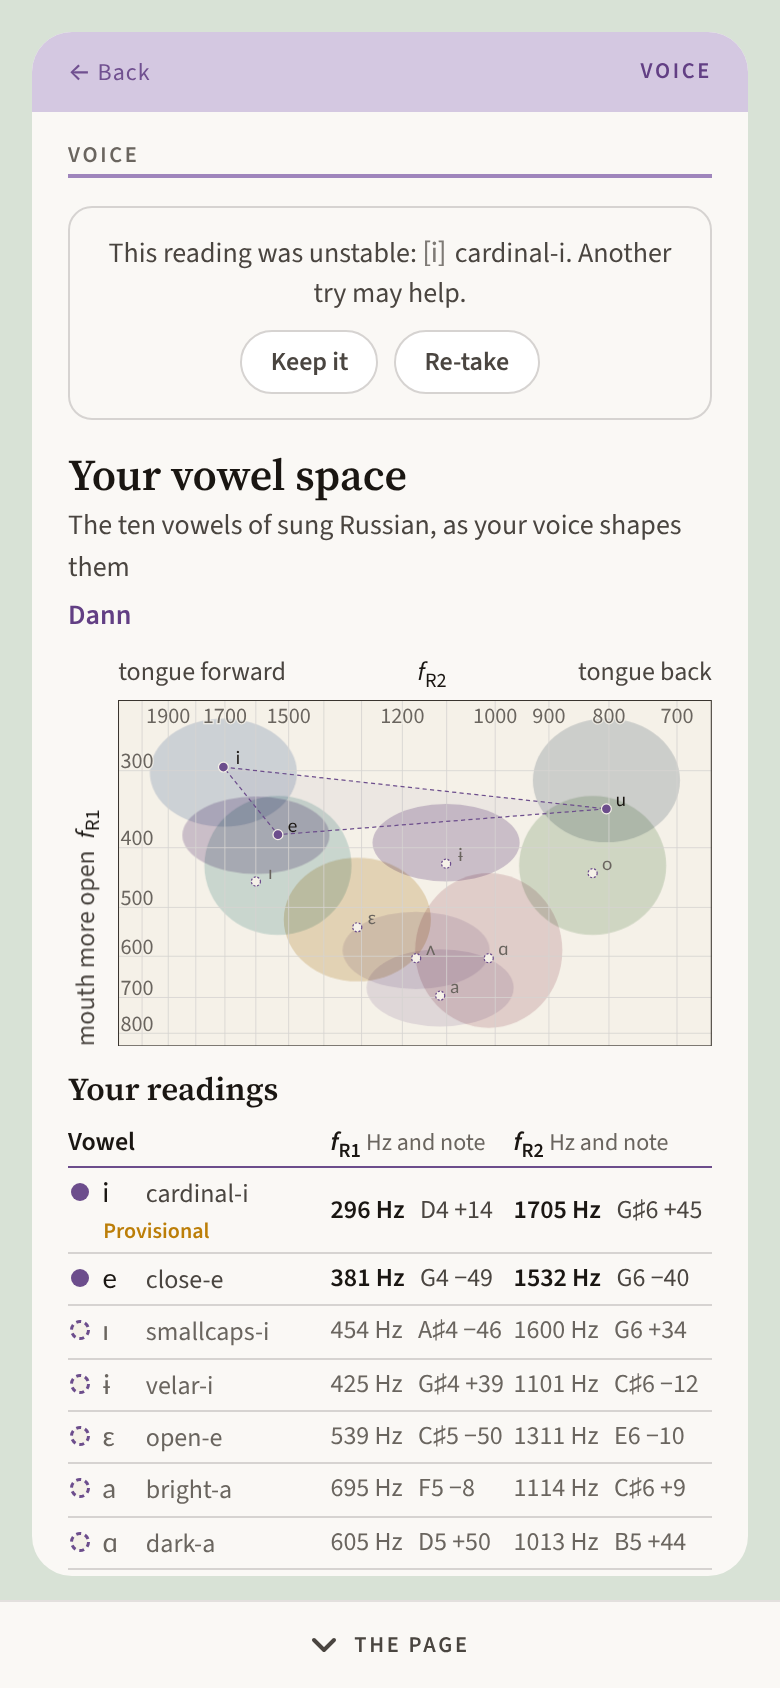 ← Back
VOICE
VOICE
This reading was unstable: [i] cardinal-i. Another
try may help.
Keep it
Re-take
Your vowel space
The ten vowels of sung Russian, as your voice shapes
them
Dann
tongue forward fR2 tongue back
1900 1700 1500 1200 1000 900 800 700
300
400
500
600
700
800
mouth more open fR1
i
u
e
ɨ
o
ı
ɛ
ʌ
ɑ
a
Your readings
Vowel fR1 Hz and note fR2 Hz and note
i cardinal-i 296 Hz D4 +14 1705 Hz G♯6 +45
Provisional
e close-e 381 Hz G4 −49 1532 Hz G6 −40
ı smallcaps-i 454 Hz A♯4 −46 1600 Hz G6 +34
ɨ velar-i 425 Hz G♯4 +39 1101 Hz C♯6 −12
ɛ open-e 539 Hz C♯5 −50 1311 Hz E6 −10
a bright-a 695 Hz F5 −8 1114 Hz C♯6 +9
ɑ dark-a 605 Hz D5 +50 1013 Hz B5 +44
THE PAGE